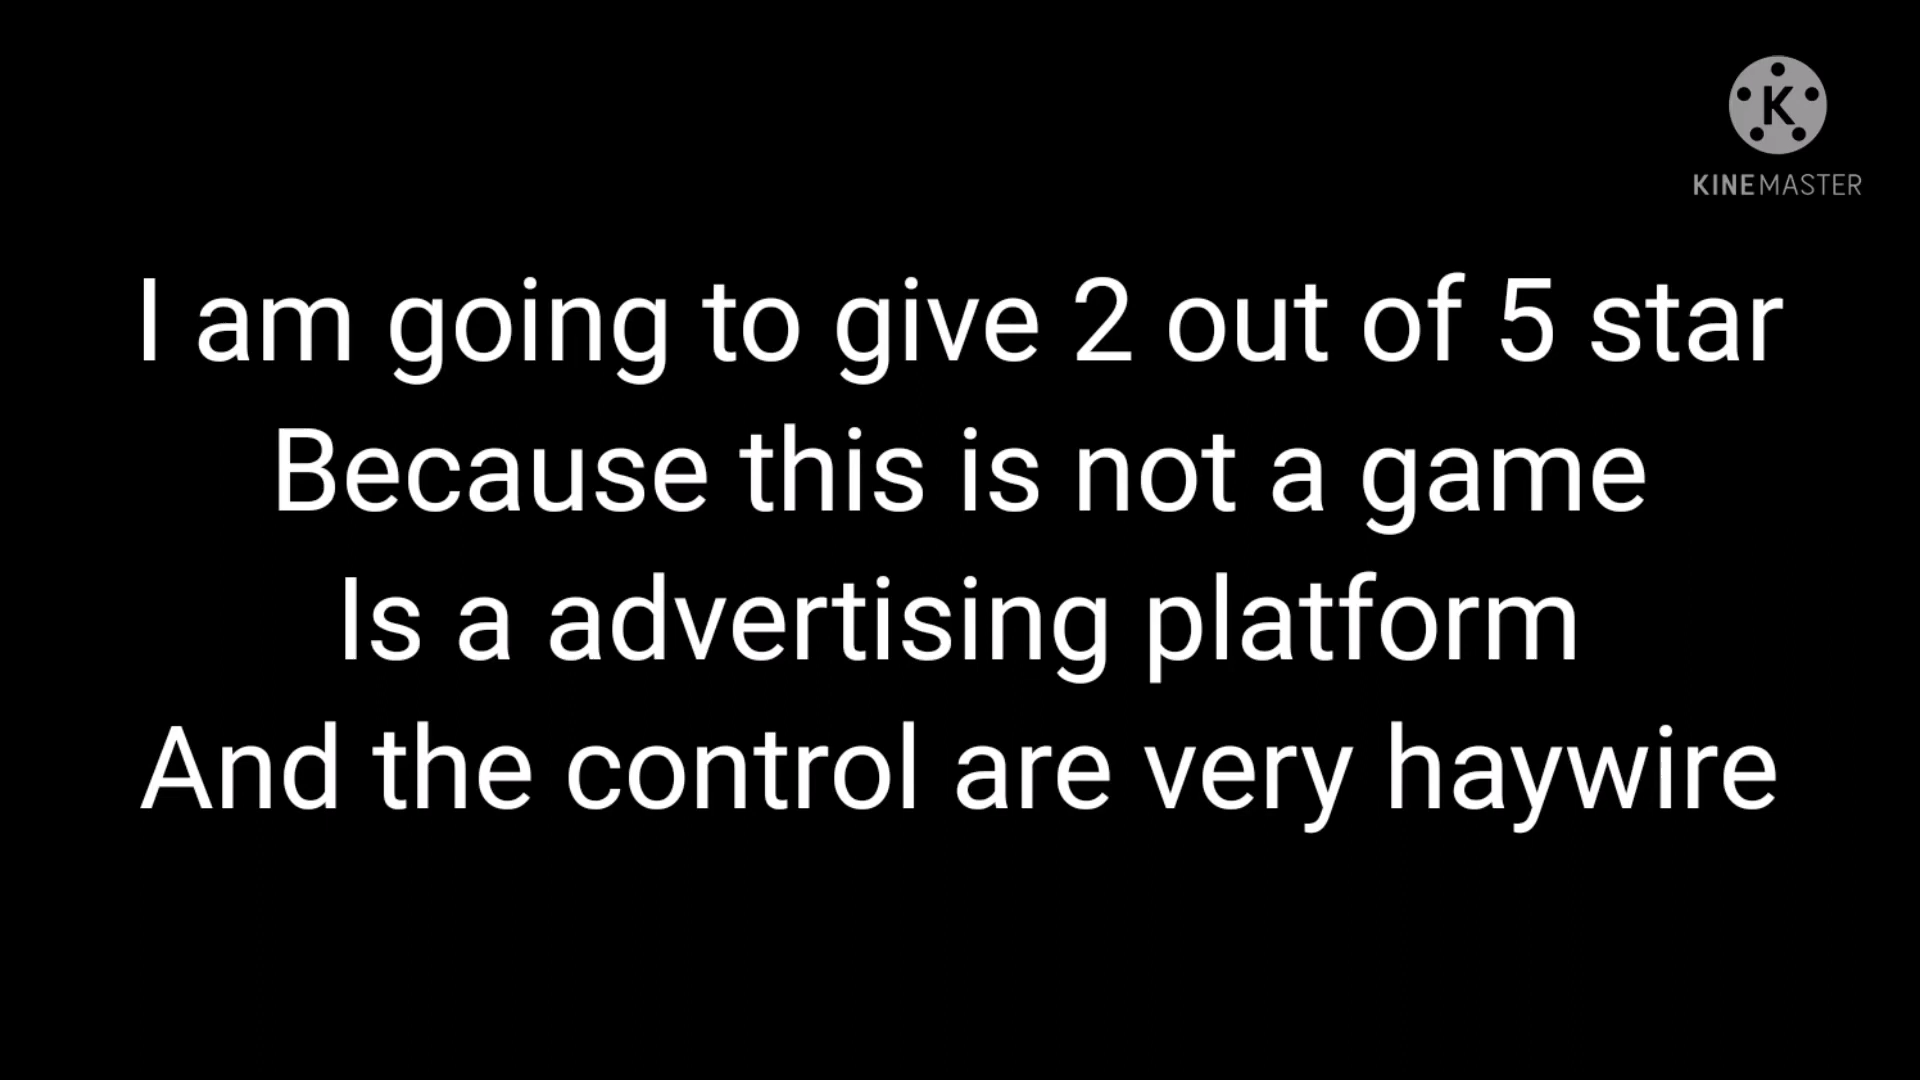 K
KINEMASTER
I am going to give 2 out of 5 star
Because this is not a game
Is a advertising platform
And the control are very haywire